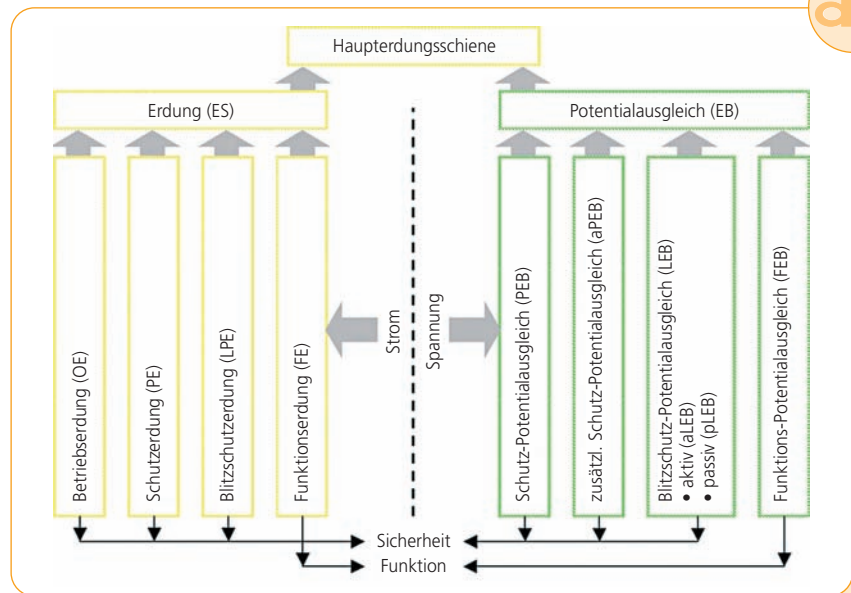 Haupterdungsschiene
Erdung (ES)
Potentialausgleich (EB)
Betriebserdung (OE)
Schutzerdung (PE)
Blitzschutzerdung (LPE)
Funktionserdung (FE)
Strom
Spannung
Schutz-Potentialausgleich (PEB)
zusätzl. Schutz-Potentialausgleich (aPEB)
Blitzschutz-Potentialausgleich (LEB)
• aktiv (aLEB)
• passiv (pLEB)
Funktions-Potentialausgleich (FEB)
Sicherheit
Funktion